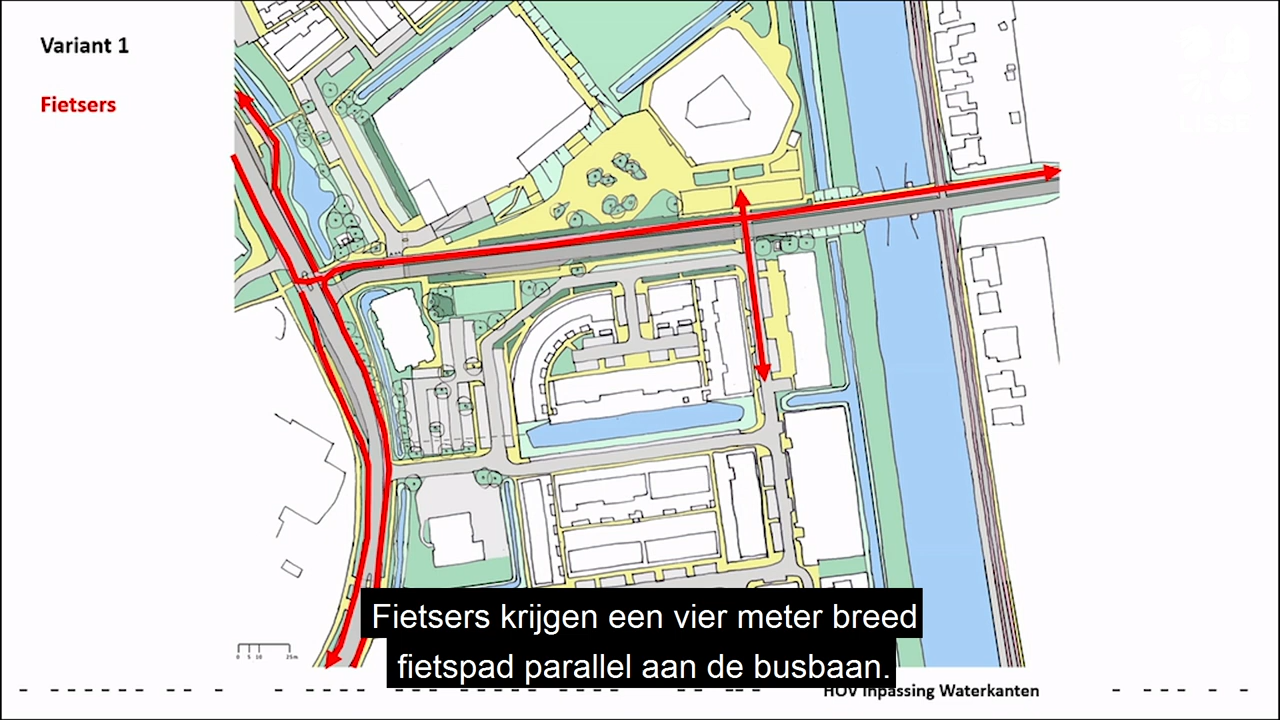 Variant 1
Fietsers
0 5 10 25m
Fietsers krijgen een vier meter breed
fietspad parallel aan de busbaan.
HOV Inpassing Waterkanten